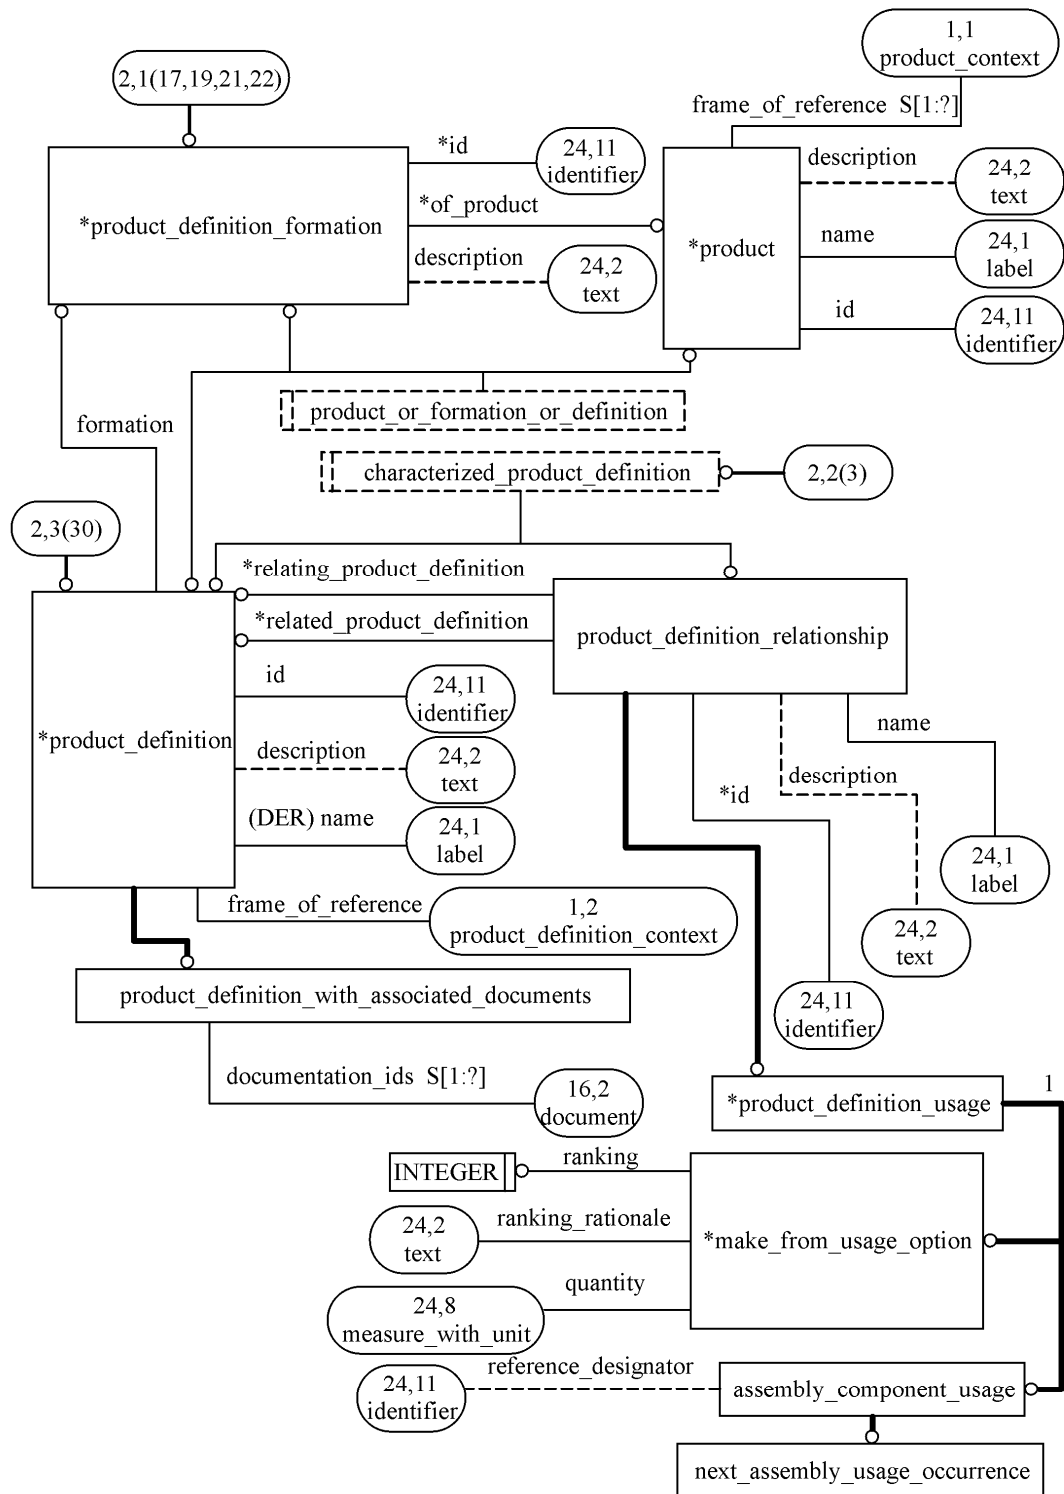 1,1
product_context
2,1(17,19,21,22)
frame_of_reference S[1:?]
*id
24,11
identifier
description
24,2
text
*product_definition_formation
*of_product
*product
name
24,1
label
description
24,2
text
id
24,11
identifier
product_or_formation_or_definition
formation
characterized_product_definition
2,2(3)
2,3(30)
*relating_product_definition
*related_product_definition
product_definition_relationship
id
24,11
identifier
*product_definition
description
24,2
text
(DER) name
24,1
label
name
description
*id
24,1
label
frame_of_reference
1,2
product_definition_context
24,2
text
product_definition_with_associated_documents
24,11
identifier
documentation_ids S[1:?]
16,2
document
*product_definition_usage
1
INTEGER
ranking
ranking_rationale
24,2
text
*make_from_usage_option
quantity
24,8
measure_with_unit
reference_designator
24,11
identifier
assembly_component_usage
next_assembly_usage_occurrence